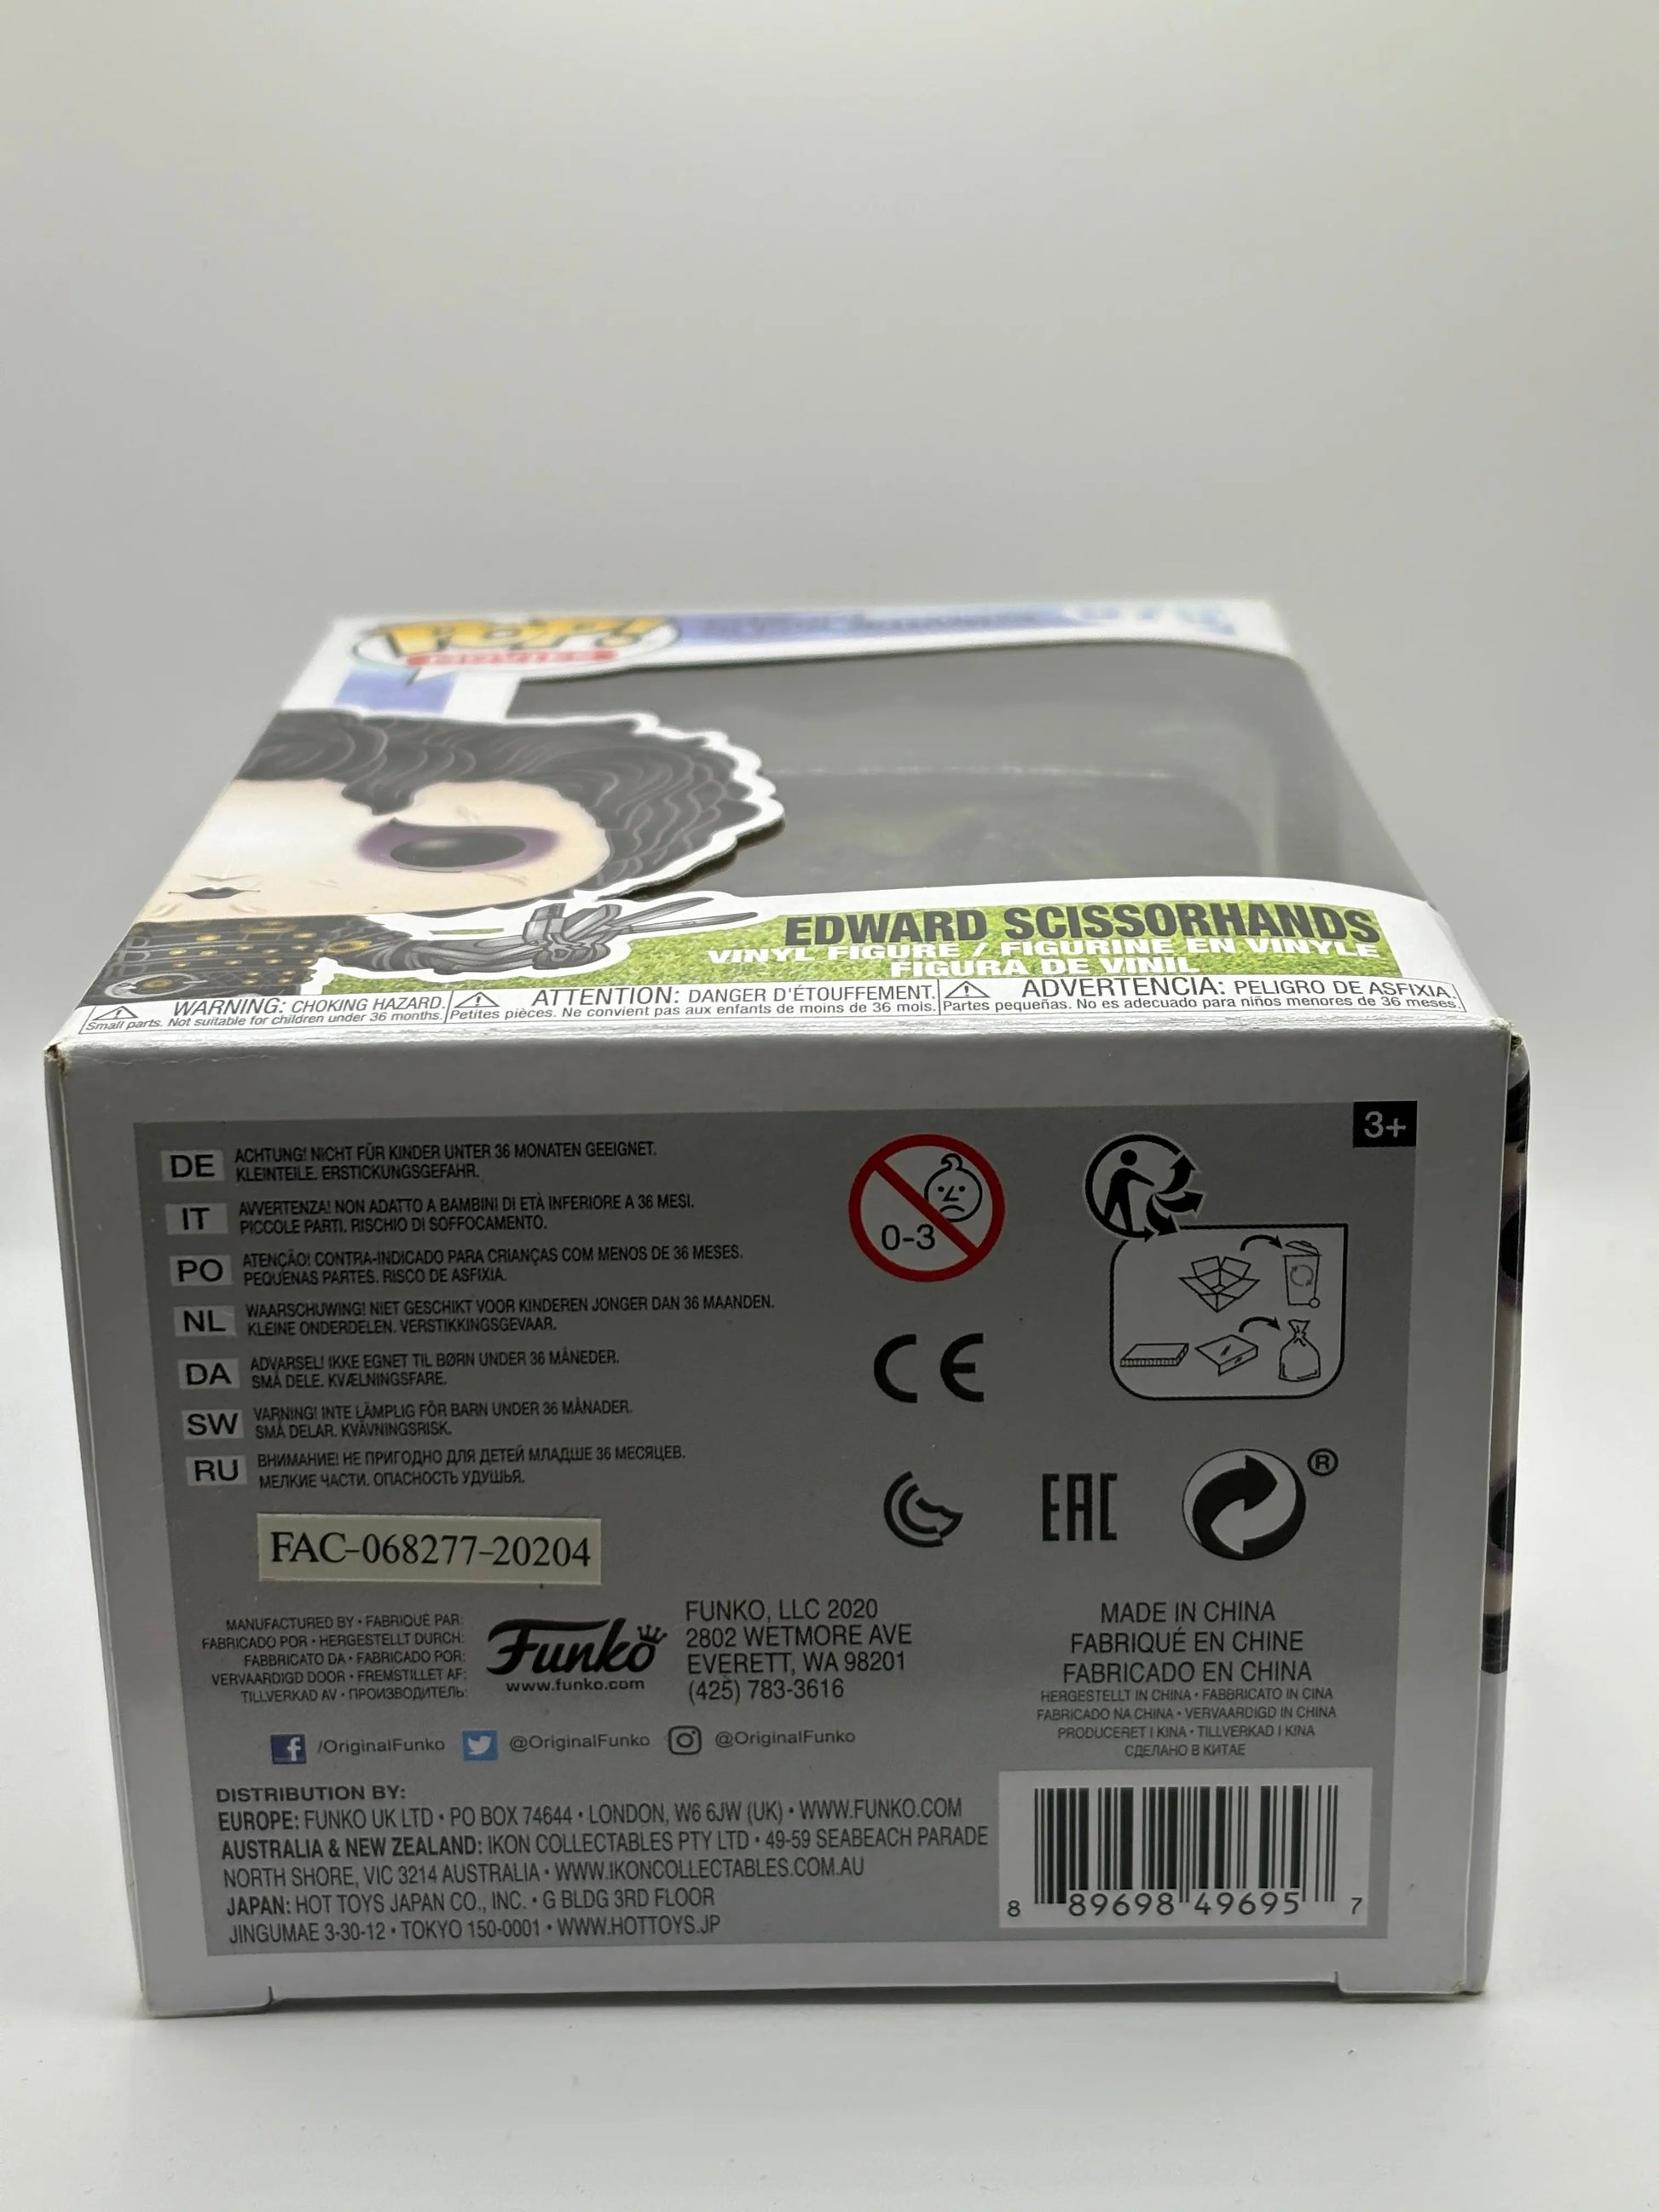 POP!
MOVIES
EDWARD SCISSORHANDS
VINYL FIGURE / FIGURINE EN VINYLE
FIGURA DE VINIL
WARNING: CHOKING HAZARD.
Small parts. Not suitable for children under 36 months.
ATTENTION: DANGER D'ÉTOUFFEMENT.
Petites pièces. Ne convient pas aux enfants de moins de 36 mois.
ADVERTENCIA: PELIGRO DE ASFIXIA.
Partes pequeñas. No es adecuado para niños menores de 36 meses.
3+
DE ACHTUNG! NICHT FÜR KINDER UNTER 36 MONATEN GEEIGNET.
KLEINTEILE. ERSTICKUNGSGEFAHR.
IT AVVERTENZA! NON ADATTO A BAMBINI DI ETÀ INFERIORE A 36 MESI.
PICCOLE PARTI. RISCHIO DI SOFFOCAMENTO.
PO ATENÇÃO! CONTRA-INDICADO PARA CRIANÇAS COM MENOS DE 36 MESES.
PEQUENAS PARTES. RISCO DE ASFIXIA.
NL WAARSCHUWING! NIET GESCHIKT VOOR KINDEREN JONGER DAN 36 MAANDEN.
KLEINE ONDERDELEN. VERSTIKKINGSGEVAAR.
DA ADVARSEL! IKKE EGNET TIL BØRN UNDER 36 MÅNEDER.
SMÅ DELE. KVÆLNINGSFARE.
SW VARNING! INTE LÄMPLIG FÖR BARN UNDER 36 MÅNADER.
SMÅ DELAR. KVÄVNINGSRISK.
RU ВНИМАНИЕ! НЕ ПРИГОДНО ДЛЯ ДЕТЕЙ МЛАДШЕ 36 МЕСЯЦЕВ.
МЕЛКИЕ ЧАСТИ. ОПАСНОСТЬ УДУШЬЯ.
0-3
CE
EAC
®
FAC-068277-20204
MANUFACTURED BY • FABRIQUÉ PAR:
FABRICADO POR • HERGESTELLT DURCH:
FABBRICATO DA • FABRICADO POR:
VERVAARDIGD DOOR • FREMSTILLET AF:
TILLVERKAD AV • ПРОИЗВОДИТЕЛЬ:
Funko
www.funko.com
FUNKO, LLC 2020
2802 WETMORE AVE
EVERETT, WA 98201
(425) 783-3616
MADE IN CHINA
FABRIQUÉ EN CHINE
FABRICADO EN CHINA
HERGESTELLT IN CHINA • FABBRICATO IN CINA
FABRICADO NA CHINA • VERVAARDIGD IN CHINA
PRODUCERET I KINA • TILLVERKAD I KINA
СДЕЛАНО В КИТАЕ
/OriginalFunko @OriginalFunko @OriginalFunko
DISTRIBUTION BY:
EUROPE: FUNKO UK LTD • PO BOX 74644 • LONDON, W6 6JW (UK) • WWW.FUNKO.COM
AUSTRALIA & NEW ZEALAND: IKON COLLECTABLES PTY LTD • 49-59 SEABEACH PARADE
NORTH SHORE, VIC 3214 AUSTRALIA • WWW.IKONCOLLECTABLES.COM.AU
JAPAN: HOT TOYS JAPAN CO., INC. • G BLDG 3RD FLOOR
JINGUMAE 3-30-12 • TOKYO 150-0001 • WWW.HOTTOYS.JP
8 89698 49695 7